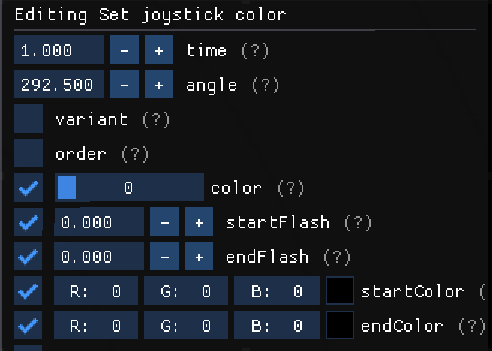 Editing Set joystick color
1.000 - + time (?)
292.500 - + angle (?)
variant (?)
order (?)
0 color (?)
0.000 - + startFlash (?)
0.000 - + endFlash (?)
R: 0 G: 0 B: 0 startColor (
R: 0 G: 0 B: 0 endColor (?)